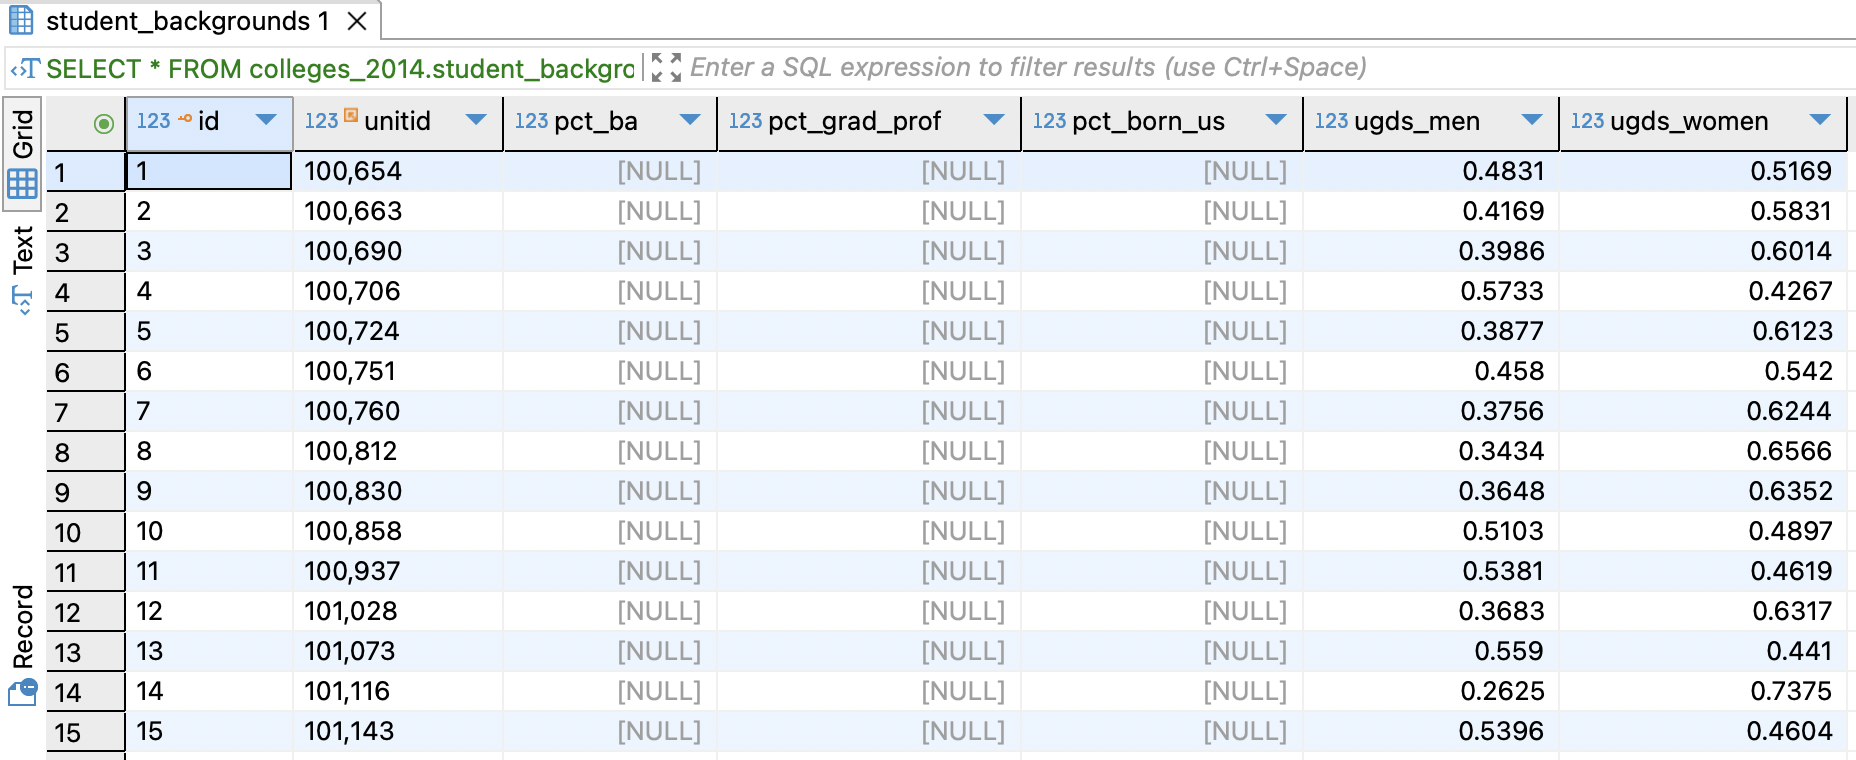 student_backgrounds 1
SELECT * FROM colleges_2014.student_backgro Enter a SQL expression to filter results (use Ctrl+Space)
Grid
Text
Record
123 id 123 unitid 123 pct_ba 123 pct_grad_prof 123 pct_born_us 123 ugds_men 123 ugds_women
1 1 100,654 [NULL] [NULL] [NULL] 0.4831 0.5169
2 2 100,663 [NULL] [NULL] [NULL] 0.4169 0.5831
3 3 100,690 [NULL] [NULL] [NULL] 0.3986 0.6014
4 4 100,706 [NULL] [NULL] [NULL] 0.5733 0.4267
5 5 100,724 [NULL] [NULL] [NULL] 0.3877 0.6123
6 6 100,751 [NULL] [NULL] [NULL] 0.458 0.542
7 7 100,760 [NULL] [NULL] [NULL] 0.3756 0.6244
8 8 100,812 [NULL] [NULL] [NULL] 0.3434 0.6566
9 9 100,830 [NULL] [NULL] [NULL] 0.3648 0.6352
10 10 100,858 [NULL] [NULL] [NULL] 0.5103 0.4897
11 11 100,937 [NULL] [NULL] [NULL] 0.5381 0.4619
12 12 101,028 [NULL] [NULL] [NULL] 0.3683 0.6317
13 13 101,073 [NULL] [NULL] [NULL] 0.559 0.441
14 14 101,116 [NULL] [NULL] [NULL] 0.2625 0.7375
15 15 101,143 [NULL] [NULL] [NULL] 0.5396 0.4604